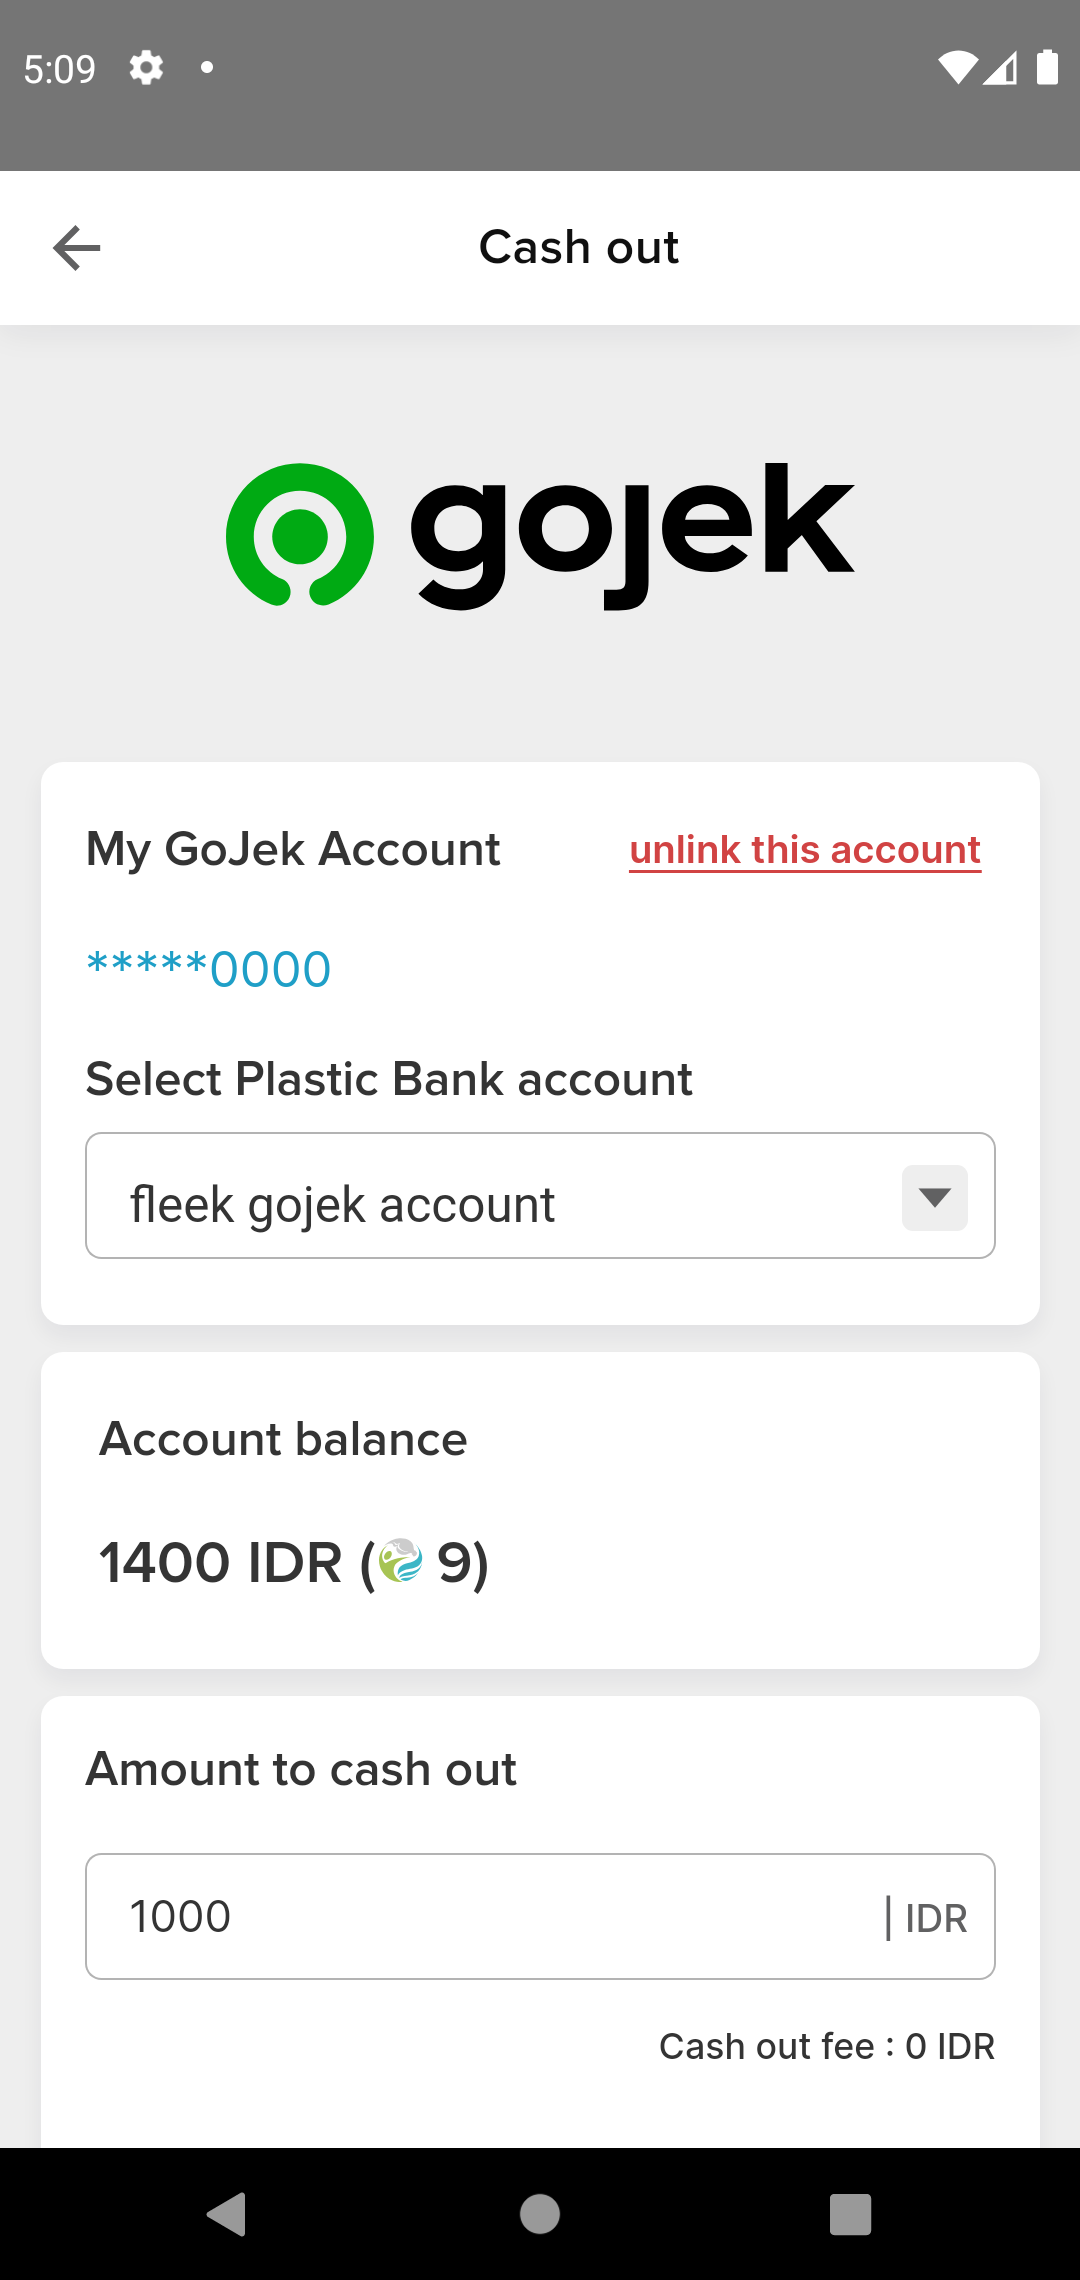 5:09
Cash out
gojek
My GoJek Account
unlink this account
*****0000
Select Plastic Bank account
fleek gojek account
Account balance
1400 IDR ( 9)
Amount to cash out
1000
| IDR
Cash out fee : 0 IDR